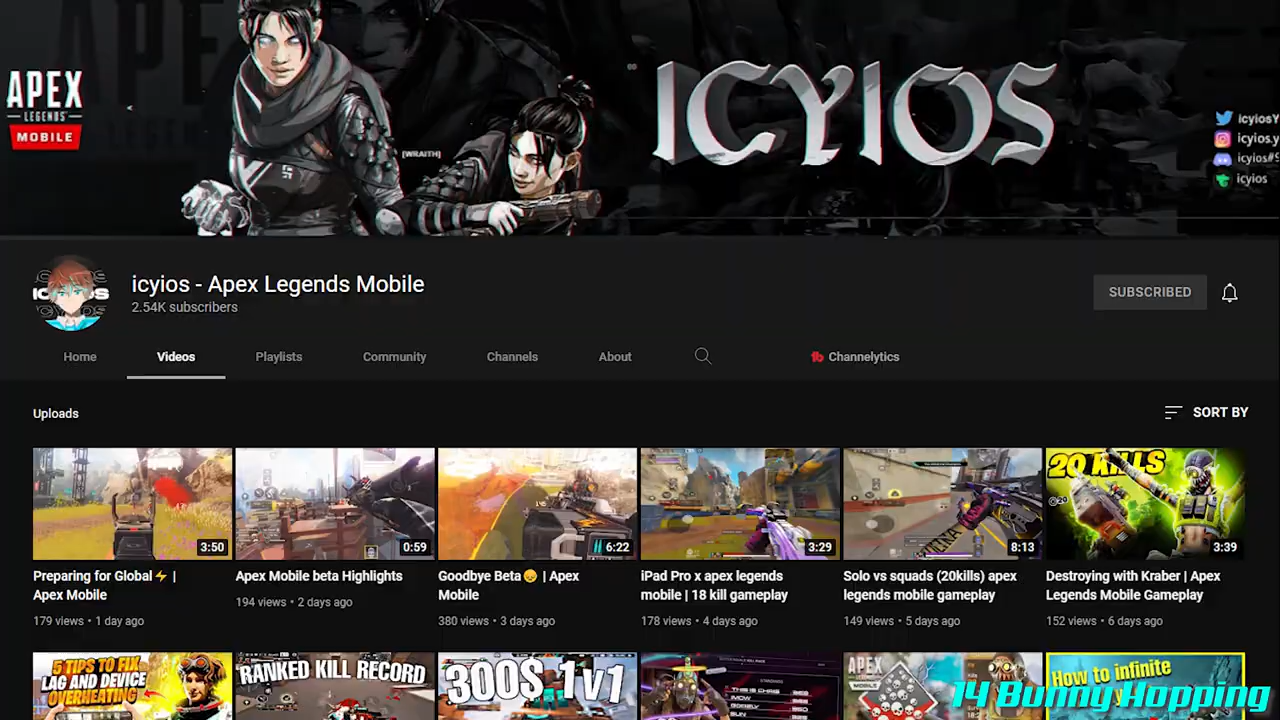 APEX
LEGENDS
MOBILE
[WRAITH]
ICYIOS
icyiosY
icyios.y
icyios#9
icyios
icyios - Apex Legends Mobile
2.54K subscribers
SUBSCRIBED
Home
Videos
Playlists
Community
Channels
About
Channelytics
Uploads
SORT BY
3:50
0:59
6:22
3:29
8:13
20 KILLS
3:39
Preparing for Global⚡ |
Apex Mobile
179 views • 1 day ago
Apex Mobile beta Highlights
194 views • 2 days ago
Goodbye Beta😞 | Apex
Mobile
380 views • 3 days ago
iPad Pro x apex legends
mobile | 18 kill gameplay
178 views • 4 days ago
Solo vs squads (20kills) apex
legends mobile gameplay
149 views • 5 days ago
Destroying with Kraber | Apex
Legends Mobile Gameplay
152 views • 6 days ago
5 TIPS TO FIX
LAG AND DEVICE
OVERHEATING
RANKED KILL RECORD
300$ 1v1
APEX
How to infinite
14 Bunny Hopping